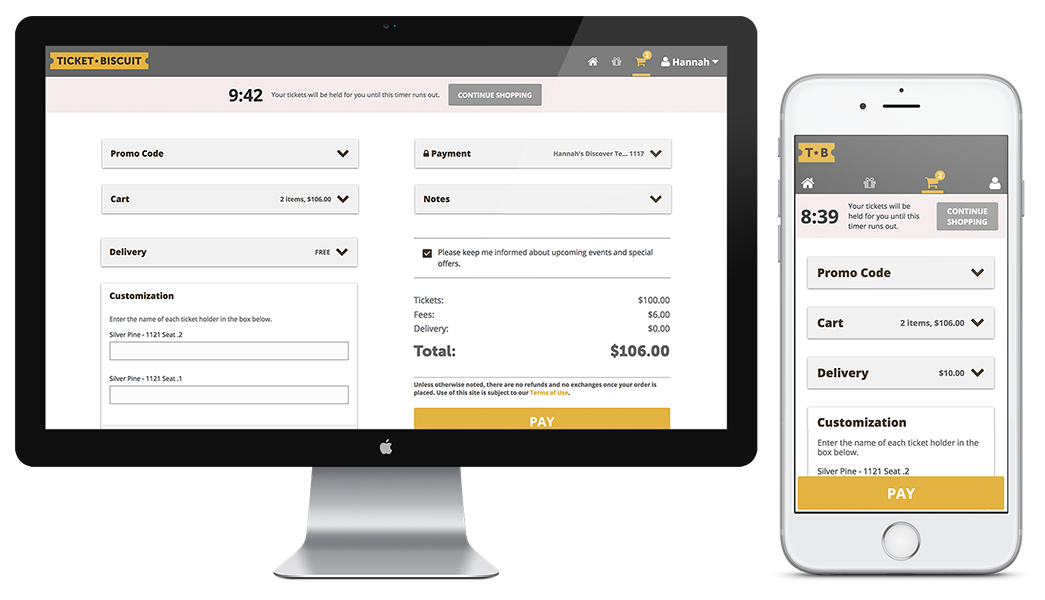 TICKET★BISCUIT
2
Hannah
9:42
Your tickets will be held for you until this timer runs out.
CONTINUE SHOPPING
Promo Code
Cart
2 items, $106.00
Delivery
FREE
Customization
Enter the name of each ticket holder in the box below.
Silver Pine - 1121 Seat .2
Silver Pine - 1121 Seat .1
Payment
Hannah's Discover Te... 1117
Notes
Please keep me informed about upcoming events and special
offers.
Tickets: $100.00
Fees: $6.00
Delivery: $0.00
Total: $106.00
Unless otherwise noted, there are no refunds and no exchanges once your order is
placed. Use of this site is subject to our Terms of Use.
PAY
T★B
2
8:39
Your tickets will be
held for you until this
timer runs out.
CONTINUE
SHOPPING
Promo Code
Cart
2 items, $106.00
Delivery
$10.00
Customization
Enter the name of each ticket holder in the
box below.
Silver Pine - 1121 Seat .2
PAY